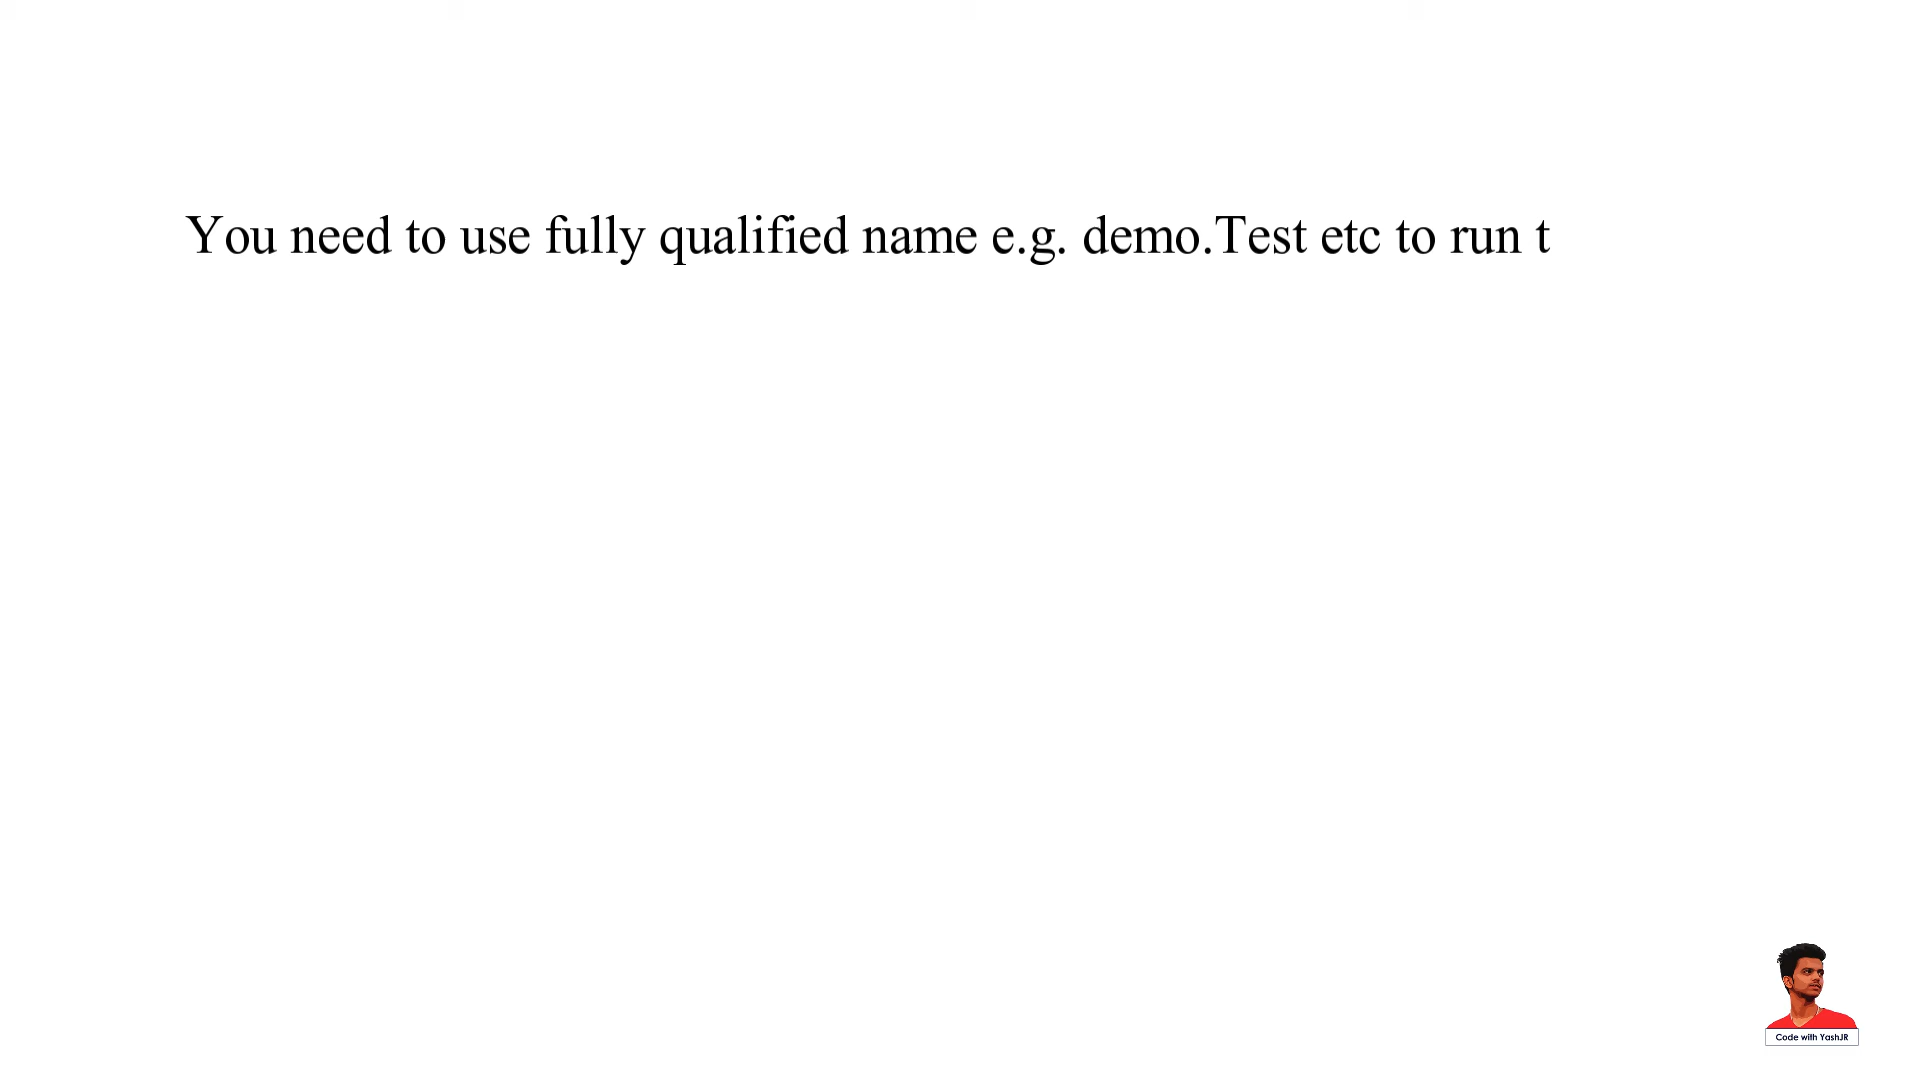 You need to use fully qualified name e.g. demo.Test etc to run t
Code with YashJR